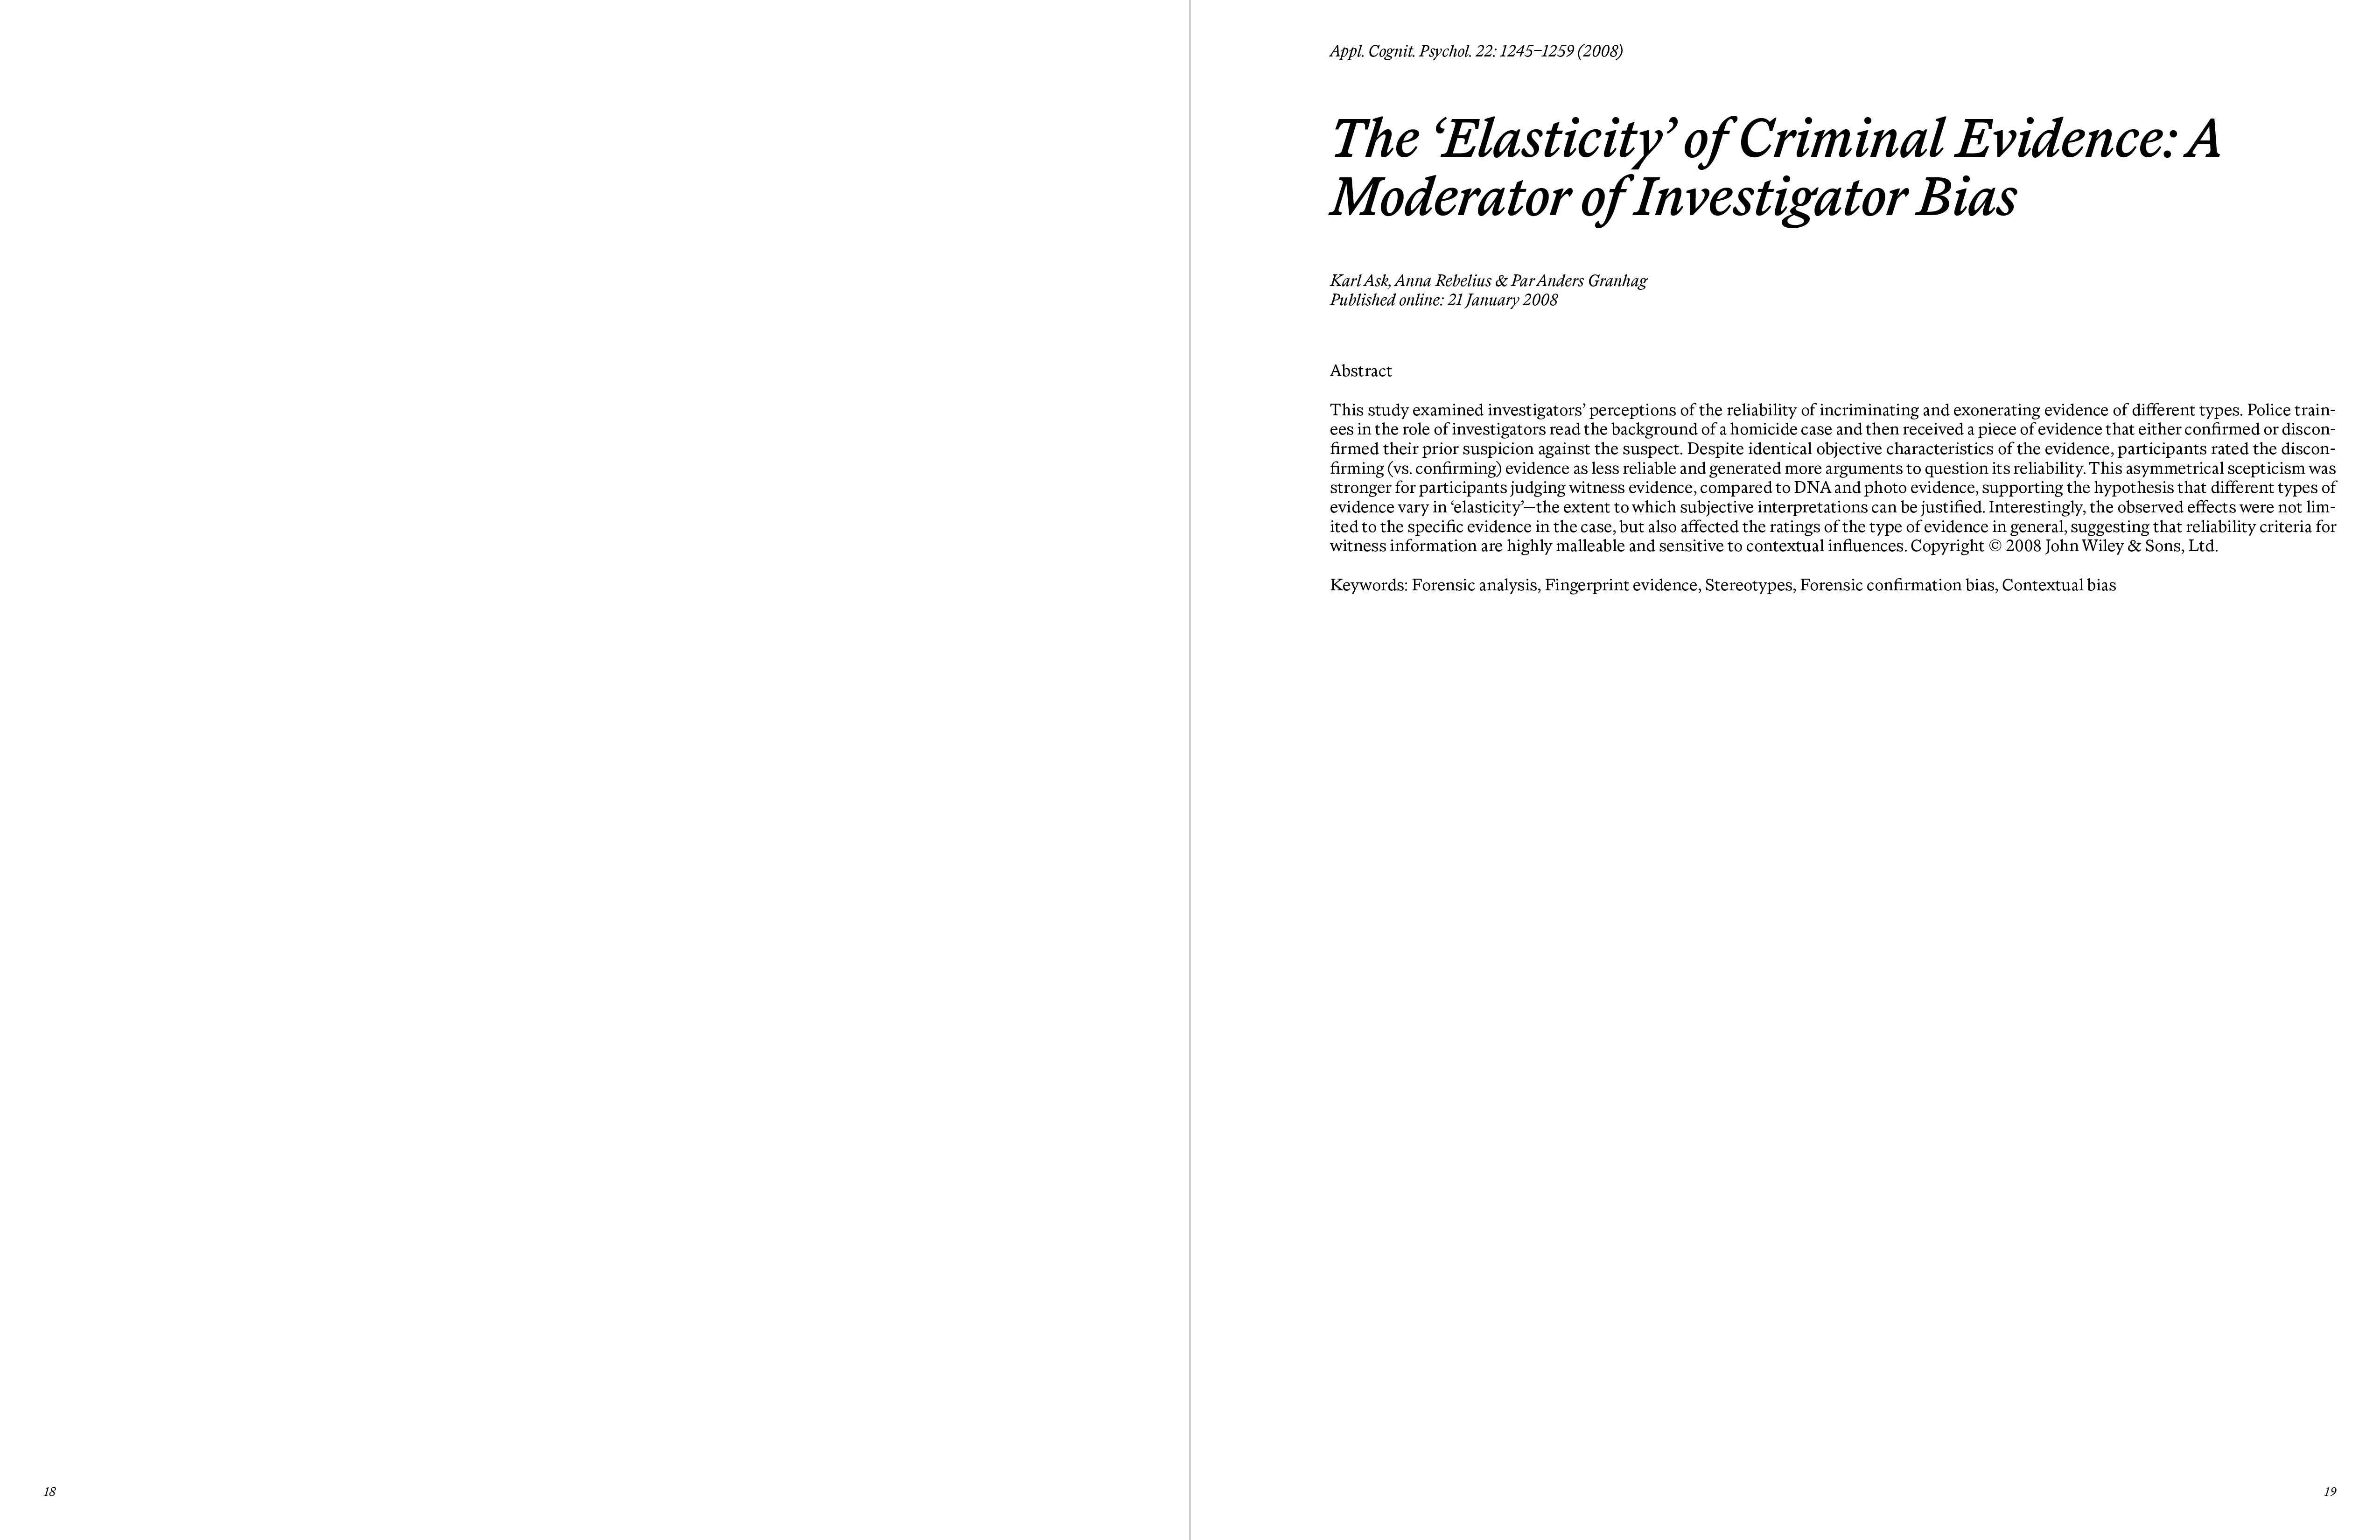 Appl. Cognit. Psychol. 22: 1245–1259 (2008)
The ‘Elasticity’ of Criminal Evidence: A
Moderator of Investigator Bias
Karl Ask, Anna Rebelius & Par Anders Granhag
Published online: 21 January 2008
Abstract
This study examined investigators’ perceptions of the reliability of incriminating and exonerating evidence of different types. Police train-
ees in the role of investigators read the background of a homicide case and then received a piece of evidence that either confirmed or discon-
firmed their prior suspicion against the suspect. Despite identical objective characteristics of the evidence, participants rated the discon-
firming (vs. confirming) evidence as less reliable and generated more arguments to question its reliability. This asymmetrical scepticism was
stronger for participants judging witness evidence, compared to DNA and photo evidence, supporting the hypothesis that different types of
evidence vary in ‘elasticity’—the extent to which subjective interpretations can be justified. Interestingly, the observed effects were not lim-
ited to the specific evidence in the case, but also affected the ratings of the type of evidence in general, suggesting that reliability criteria for
witness information are highly malleable and sensitive to contextual influences. Copyright © 2008 John Wiley & Sons, Ltd.
Keywords: Forensic analysis, Fingerprint evidence, Stereotypes, Forensic confirmation bias, Contextual bias
18
19